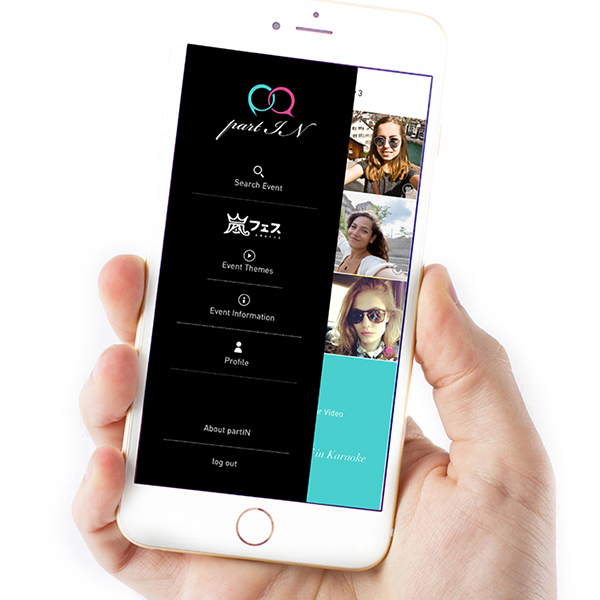 part IN
3
Search Event
嵐フェス
Event Themes
Event Information
Profile
ur Video
in Karaoke
About partIN
log out